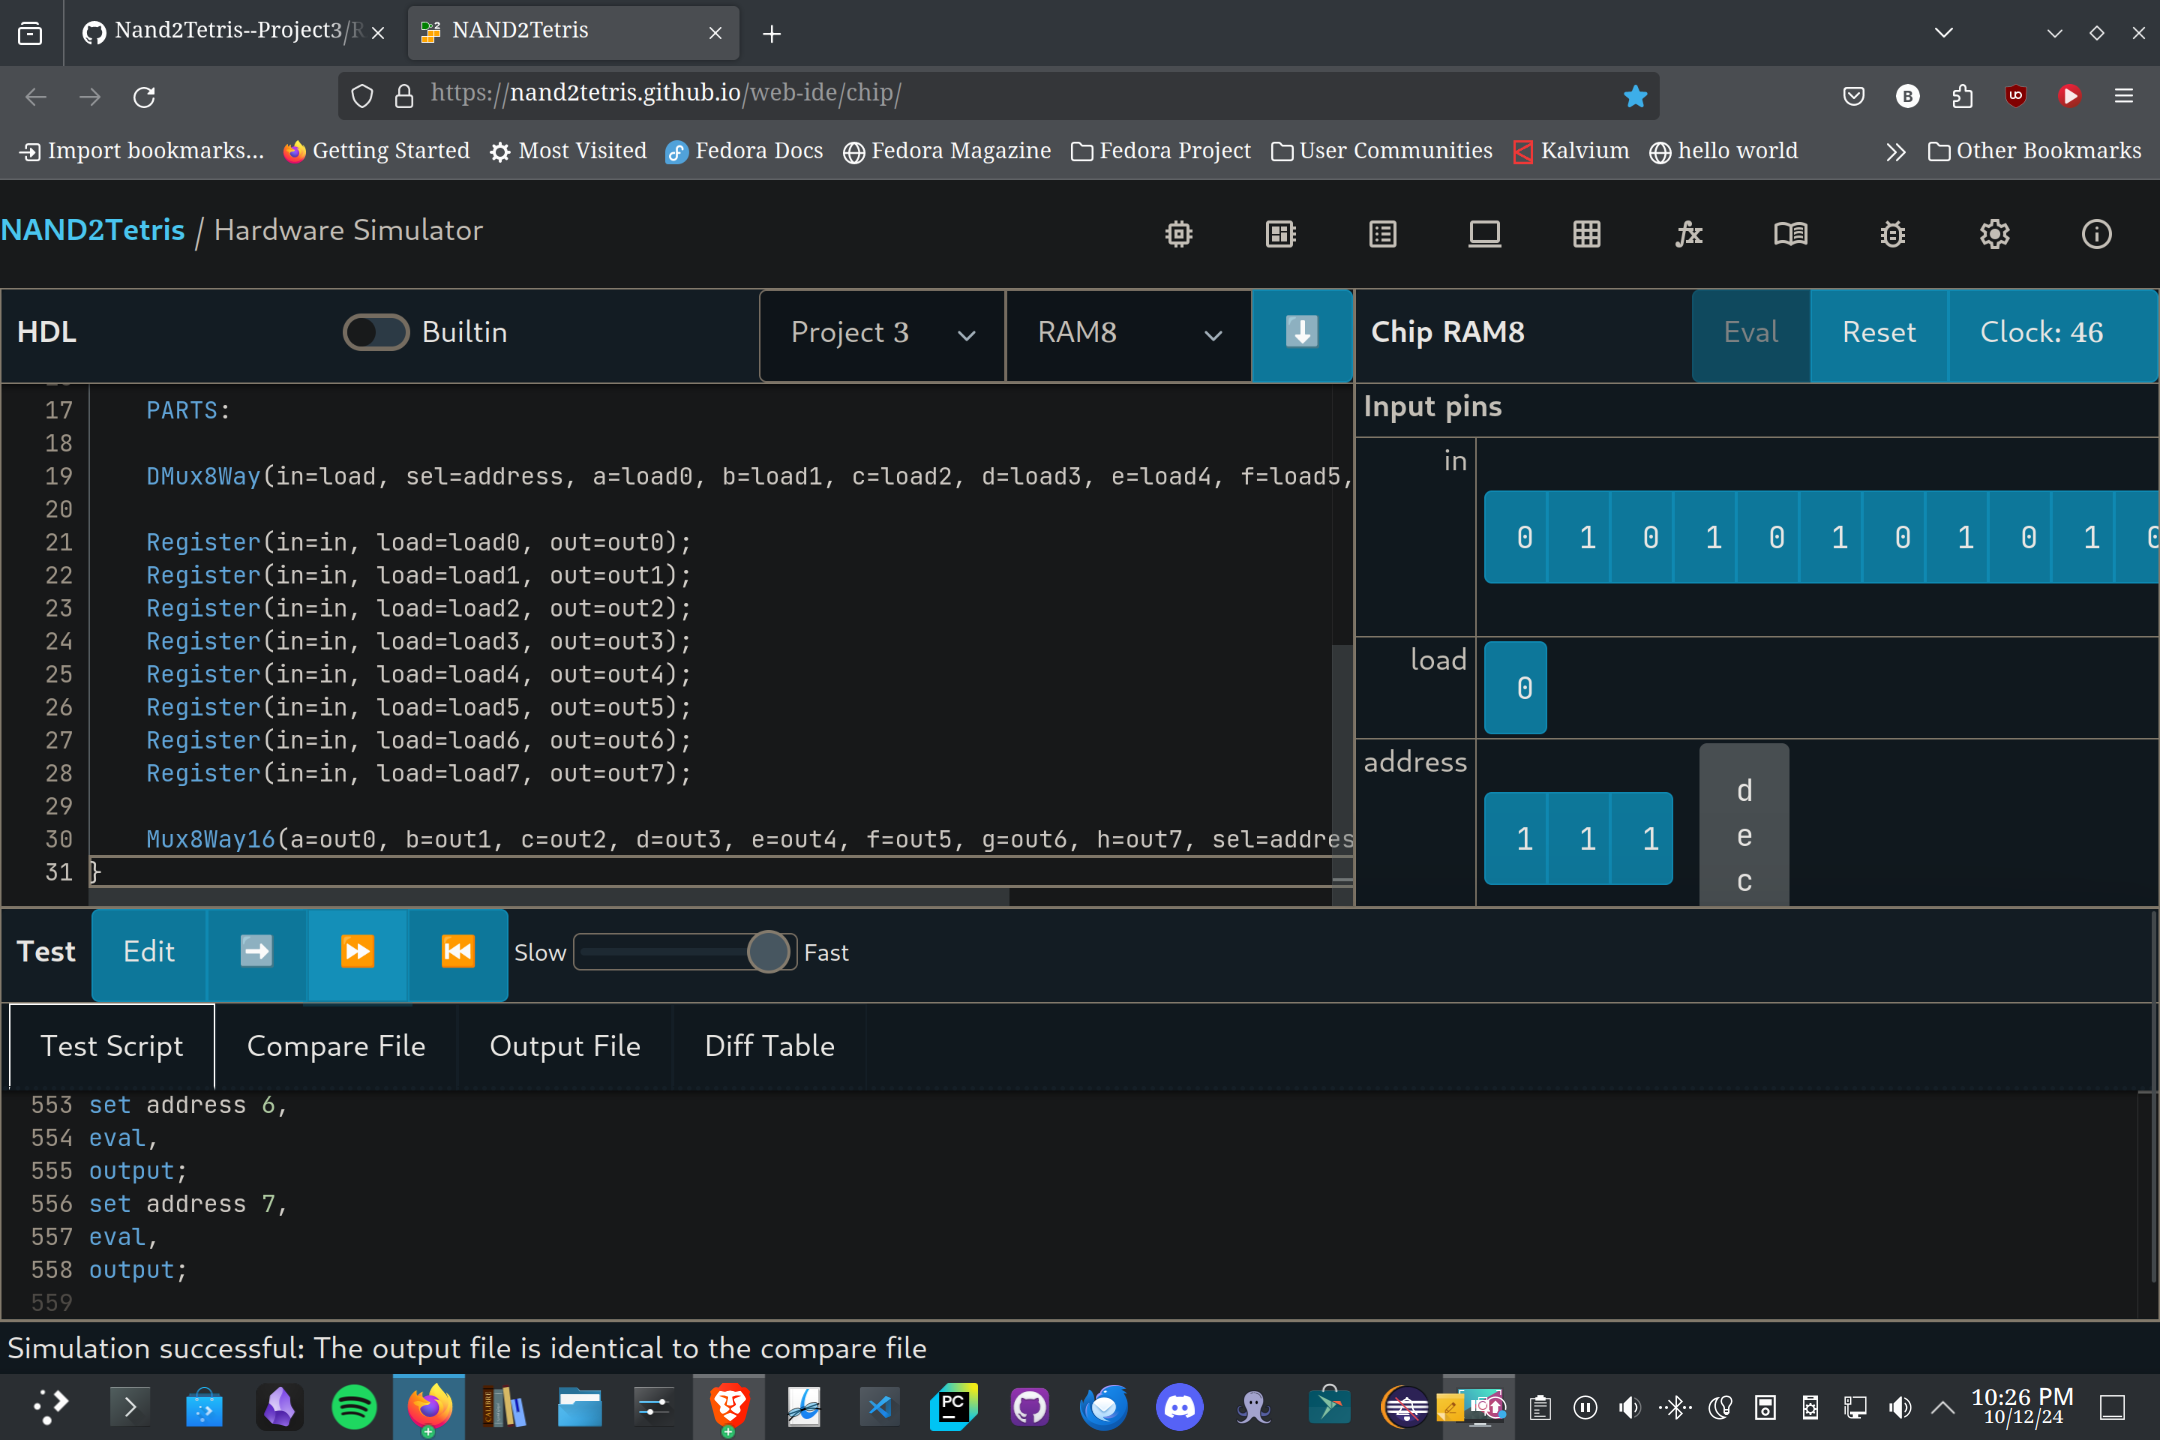 Nand2Tetris--Project3/R
NAND2Tetris
https://nand2tetris.github.io/web-ide/chip/
Import bookmarks...
Getting Started
Most Visited
Fedora Docs
Fedora Magazine
Fedora Project
User Communities
Kalvium
hello world
Other Bookmarks
NAND2Tetris / Hardware Simulator
HDL
Builtin
Project 3
RAM8
Chip RAM8
Eval
Reset
Clock: 46
17 PARTS:
18
19 DMux8Way(in=load, sel=address, a=load0, b=load1, c=load2, d=load3, e=load4, f=load5,
20
21 Register(in=in, load=load0, out=out0);
22 Register(in=in, load=load1, out=out1);
23 Register(in=in, load=load2, out=out2);
24 Register(in=in, load=load3, out=out3);
25 Register(in=in, load=load4, out=out4);
26 Register(in=in, load=load5, out=out5);
27 Register(in=in, load=load6, out=out6);
28 Register(in=in, load=load7, out=out7);
29
30 Mux8Way16(a=out0, b=out1, c=out2, d=out3, e=out4, f=out5, g=out6, h=out7, sel=addres
31 }
Input pins
in
0 1 0 1 0 1 0 1 0 1 0
load
0
address
1 1 1
d
e
c
Test
Edit
Slow
Fast
Test Script
Compare File
Output File
Diff Table
553 set address 6,
554 eval,
555 output;
556 set address 7,
557 eval,
558 output;
559
Simulation successful: The output file is identical to the compare file
10:26 PM
10/12/24